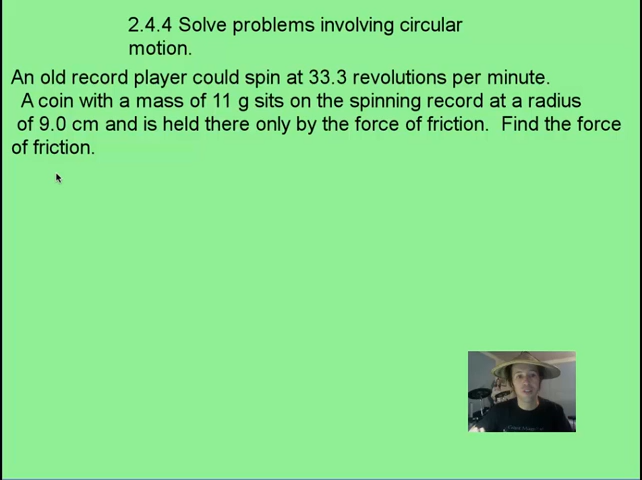 2.4.4 Solve problems involving circular
motion.
An old record player could spin at 33.3 revolutions per minute.
A coin with a mass of 11 g sits on the spinning record at a radius
of 9.0 cm and is held there only by the force of friction. Find the force
of friction.